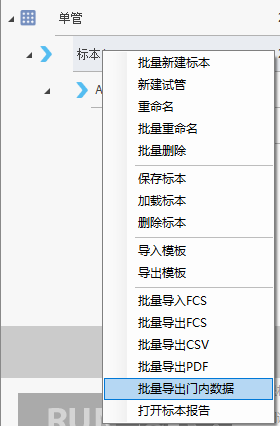 单管
标本
A
批量新建标本
新建试管
重命名
批量重命名
批量删除
保存标本
加载标本
删除标本
导入模板
导出模板
批量导入FCS
批量导出FCS
批量导出CSV
批量导出PDF
批量导出门内数据
打开标本报告
RUN